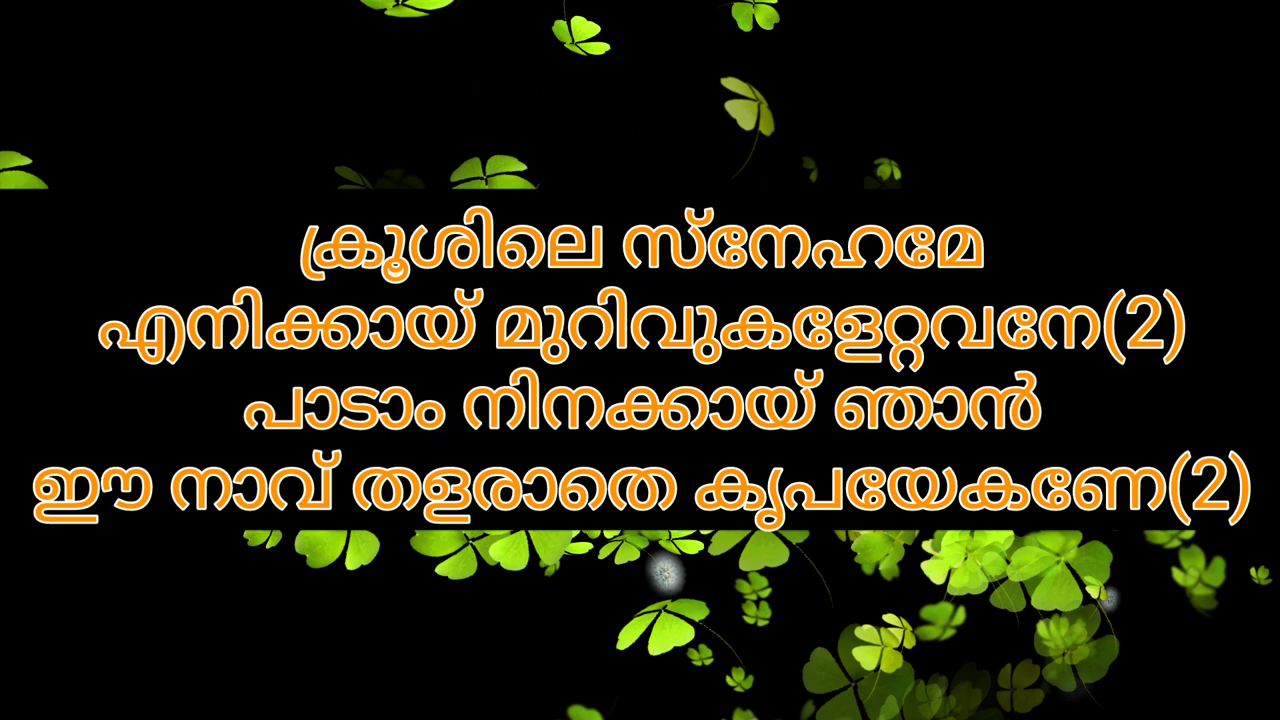 ക്രൂശിലെ സ്നേഹമേ
എനിക്കായ് മുറിവുകളേറ്റവനേ(2)
പാടാം നിനക്കായ് ഞാൻ
ഈ നാവ് തളരാതെ കൃപയേകണേ(2)